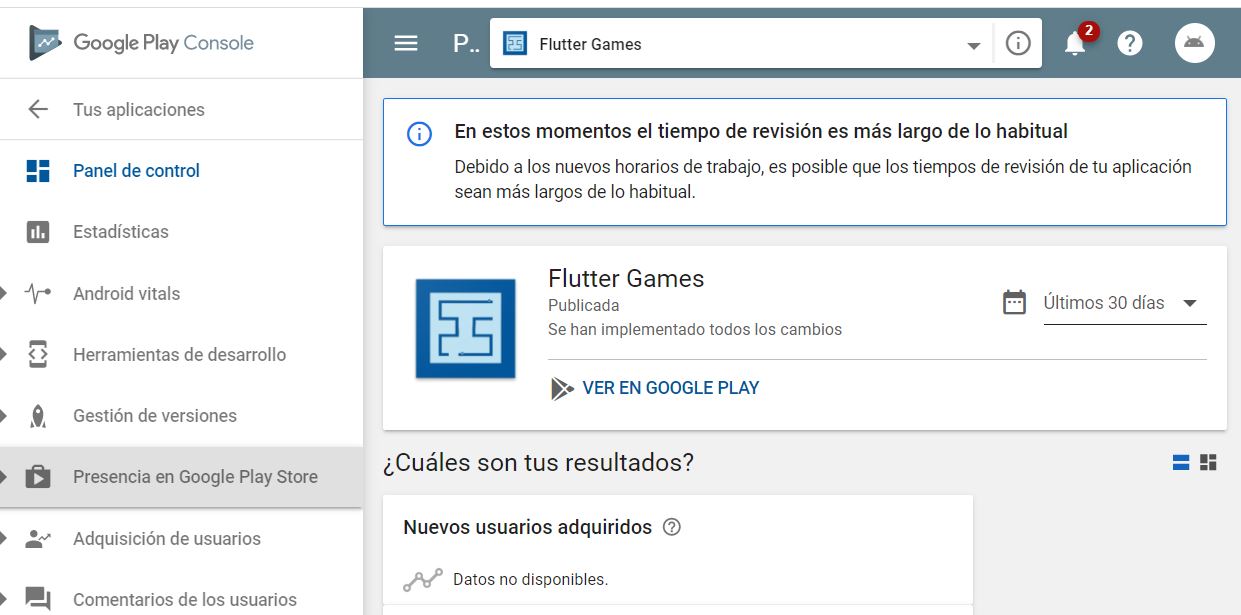 Google Play Console
Tus aplicaciones
Panel de control
Estadísticas
Android vitals
Herramientas de desarrollo
Gestión de versiones
Presencia en Google Play Store
Adquisición de usuarios
Comentarios de los usuarios
P..
Flutter Games
2
En estos momentos el tiempo de revisión es más largo de lo habitual
Debido a los nuevos horarios de trabajo, es posible que los tiempos de revisión de tu aplicación
sean más largos de lo habitual.
Flutter Games
Publicada
Se han implementado todos los cambios
Últimos 30 días
VER EN GOOGLE PLAY
¿Cuáles son tus resultados?
Nuevos usuarios adquiridos
Datos no disponibles.